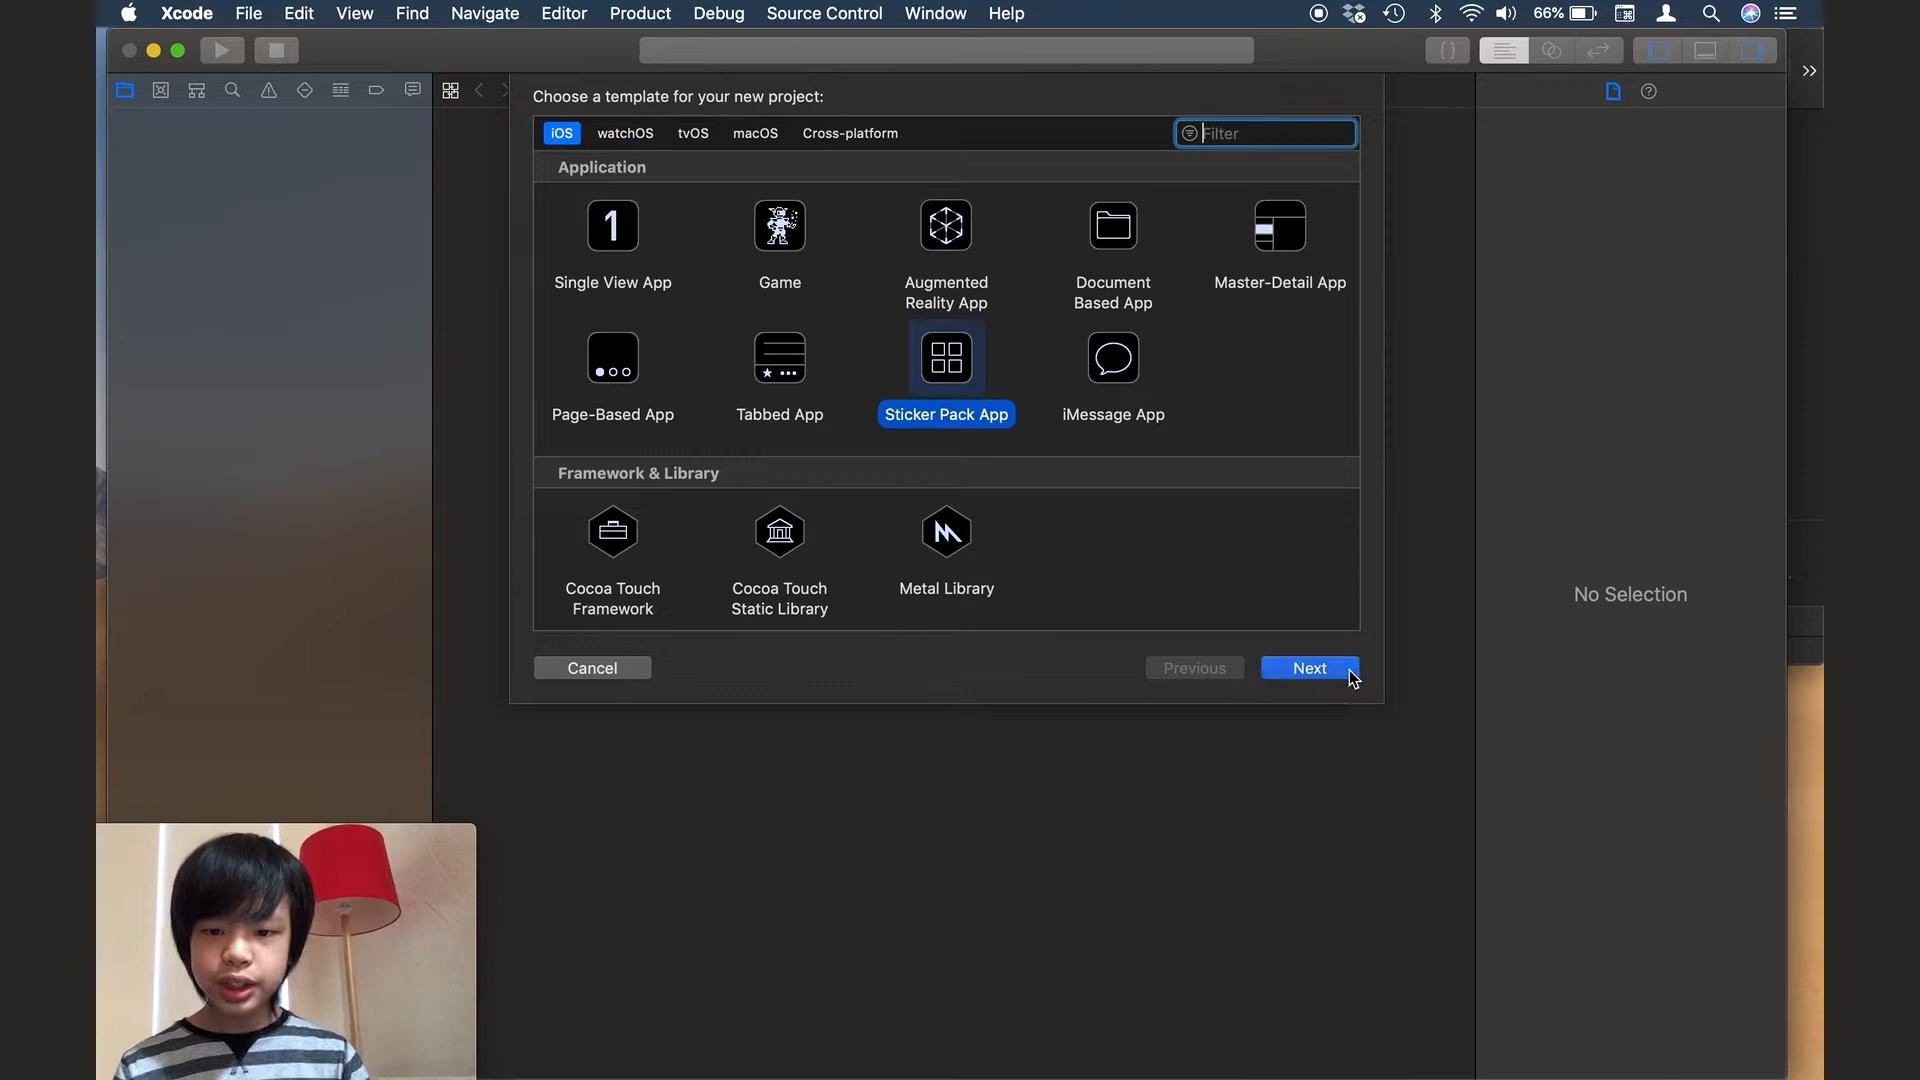 Xcode File Edit View Find Navigate Editor Product Debug Source Control Window Help 66%
Choose a template for your new project:
iOS watchOS tvOS macOS Cross-platform Filter
Application
1
Single View App Game Augmented Document Master-Detail App
Reality App Based App
Page-Based App Tabbed App Sticker Pack App iMessage App
Framework & Library
Cocoa Touch Cocoa Touch Metal Library
Framework Static Library
No Selection
Cancel Previous Next